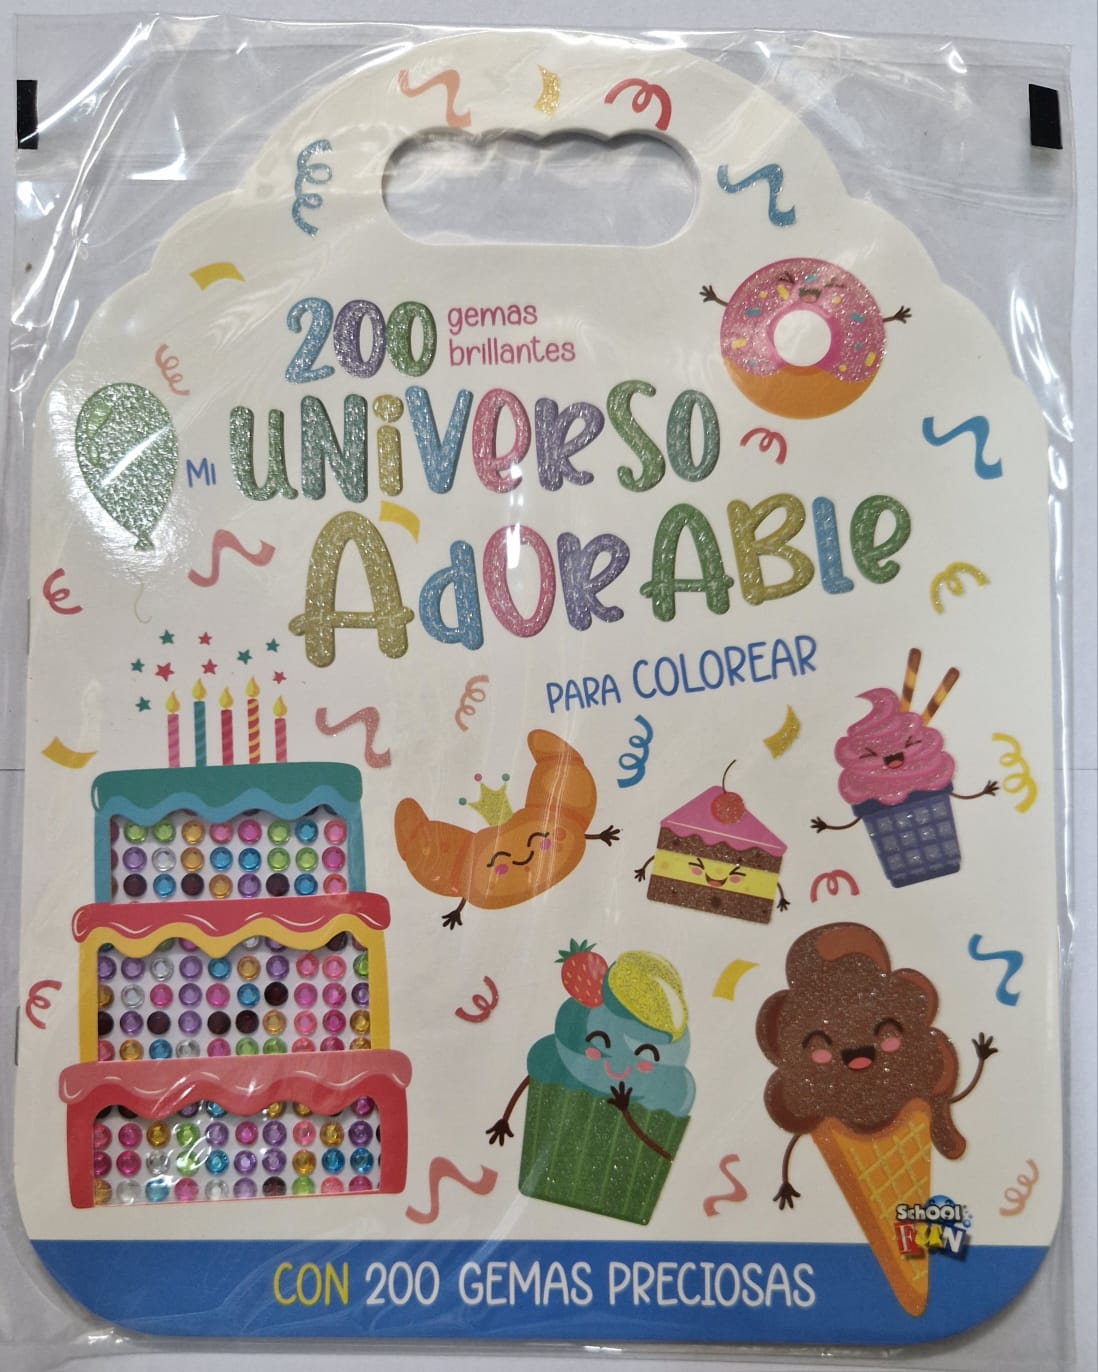 200 gemas
brillantes
MI UNiVeRSO
AdORABle
PARA COLOREAR
SCHOOL
FUN
CON 200 GEMAS PRECIOSAS